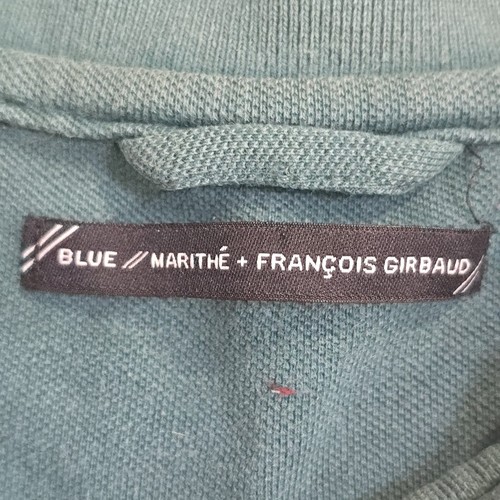 BLUE // MARITHÉ + FRANÇOIS GIRBAUD